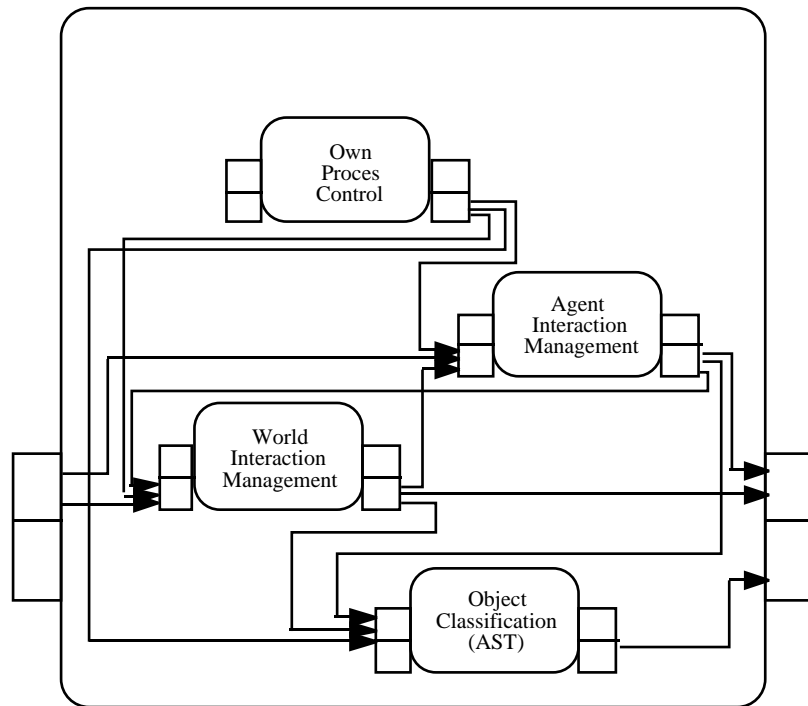 Own
Proces
Control
Agent
Interaction
Management
World
Interaction
Management
Object
Classification
(AST)